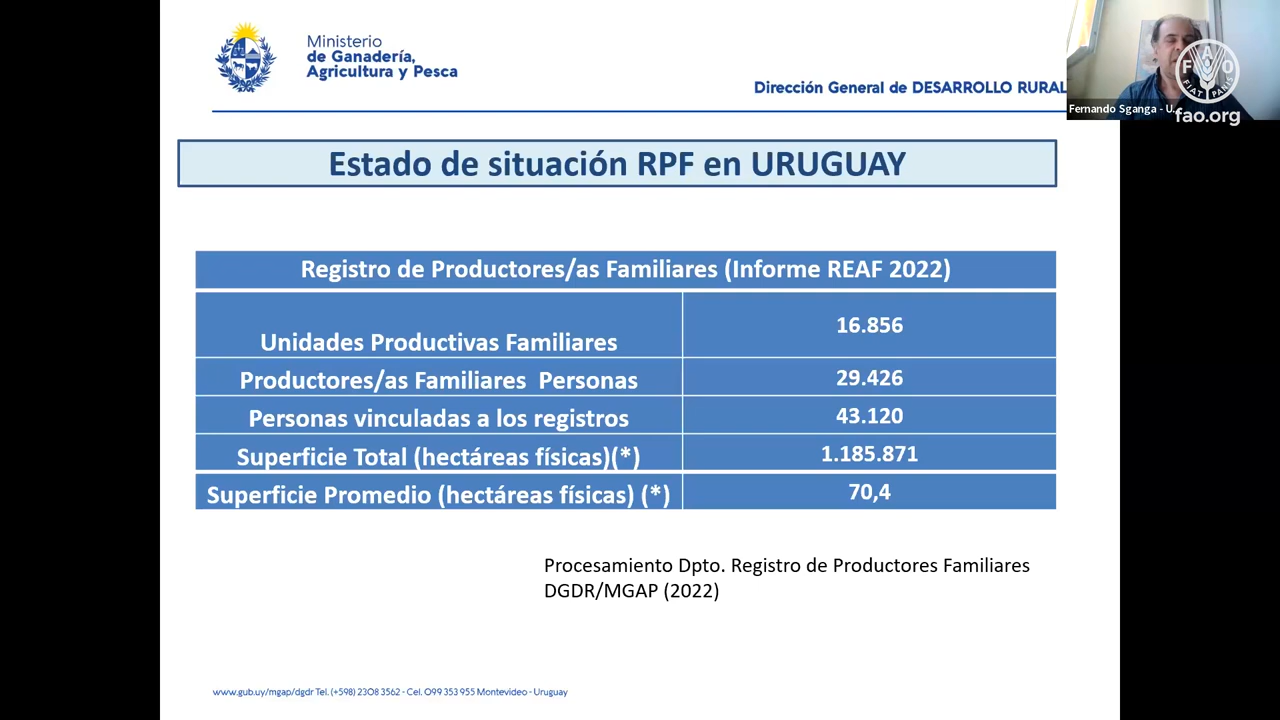 Ministerio
de Ganadería,
Agricultura y Pesca
Dirección General de DESARROLLO RURAL
Fernando Sganga - U...
FAO
FIAT PANIS
fao.org
Estado de situación RPF en URUGUAY
Registro de Productores/as Familiares (Informe REAF 2022)
Unidades Productivas Familiares 16.856
Productores/as Familiares Personas 29.426
Personas vinculadas a los registros 43.120
Superficie Total (hectáreas físicas)(*) 1.185.871
Superficie Promedio (hectáreas físicas) (*) 70,4
Procesamiento Dpto. Registro de Productores Familiares
DGDR/MGAP (2022)
www.gub.uy/mgap/dgdr Tel. (+598) 2308 3562 - Cel. 099 353 955 Montevideo - Uruguay